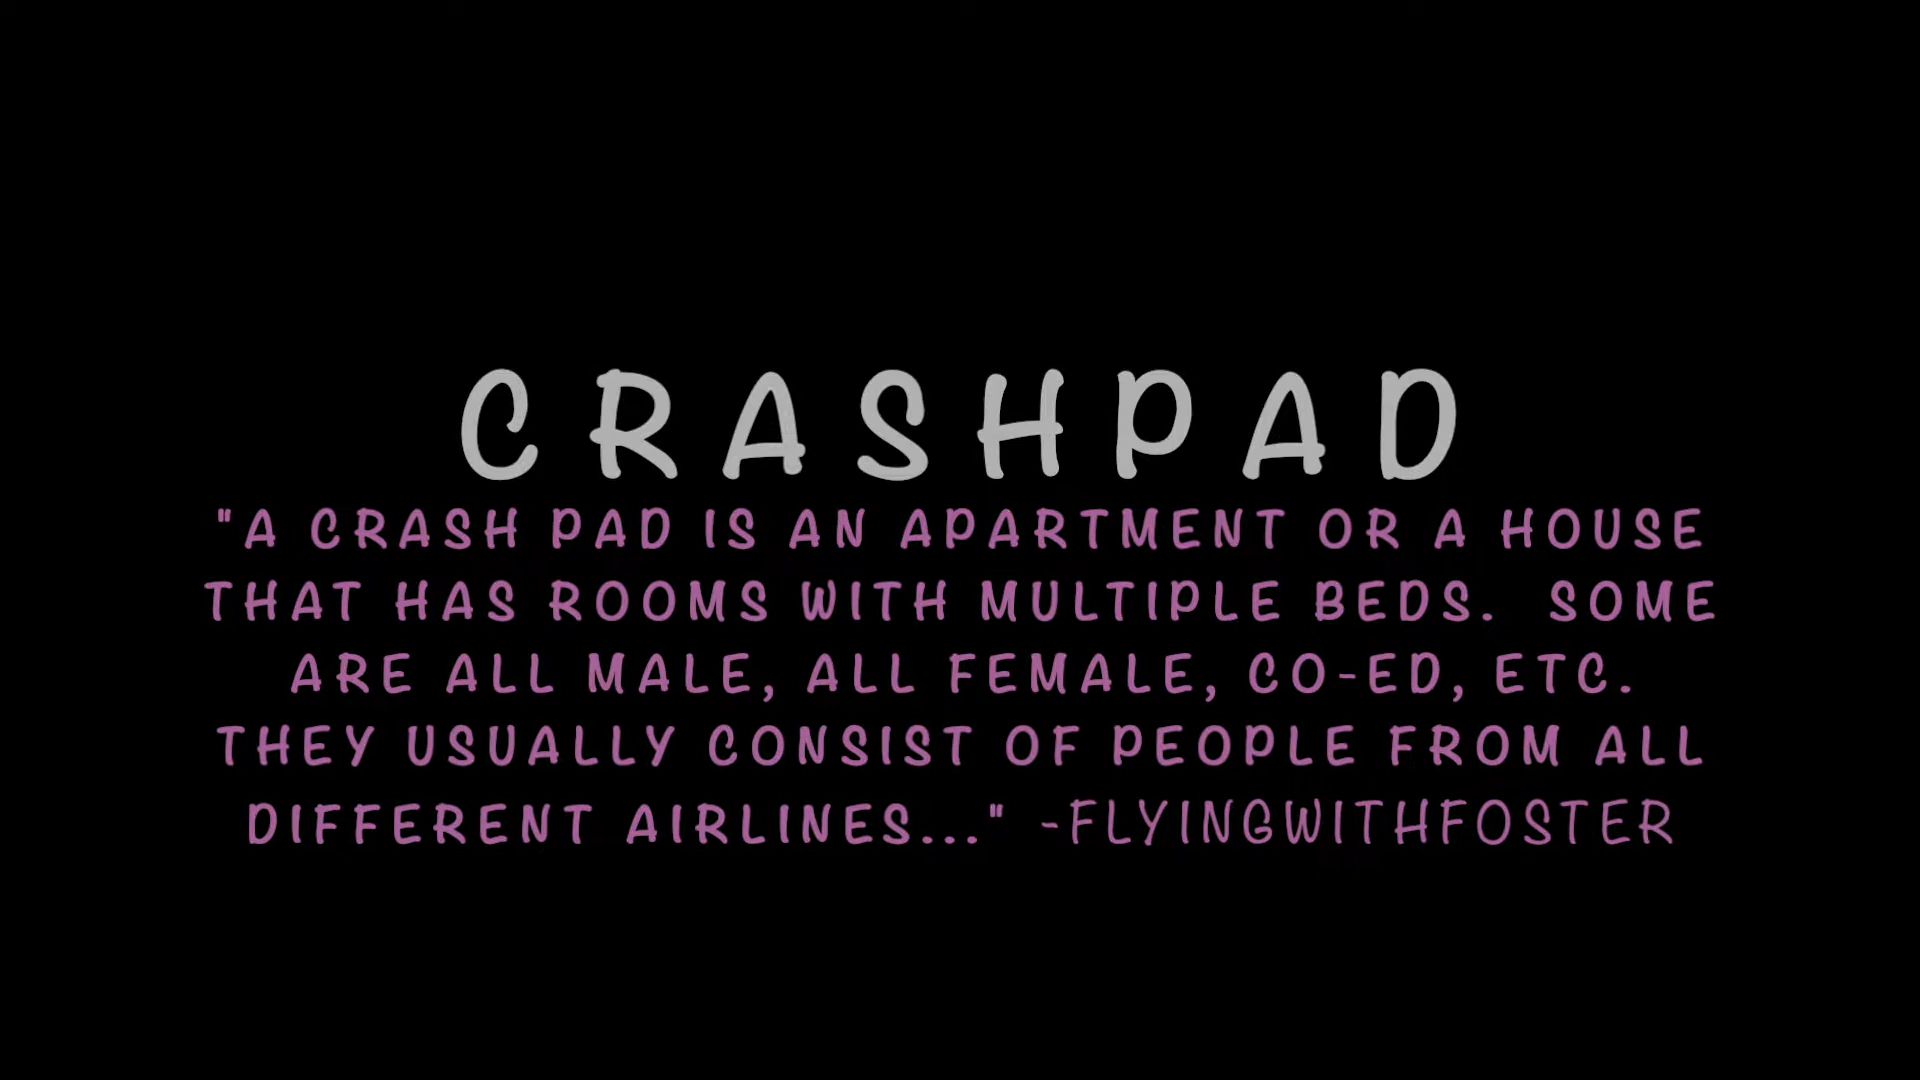 CRASHPAD
"A CRASH PAD IS AN APARTMENT OR A HOUSE
THAT HAS ROOMS WITH MULTIPLE BEDS.  SOME
ARE ALL MALE, ALL FEMALE, CO-ED, ETC.
THEY USUALLY CONSIST OF PEOPLE FROM ALL
DIFFERENT AIRLINES..." -FLYINGWITHFOSTER